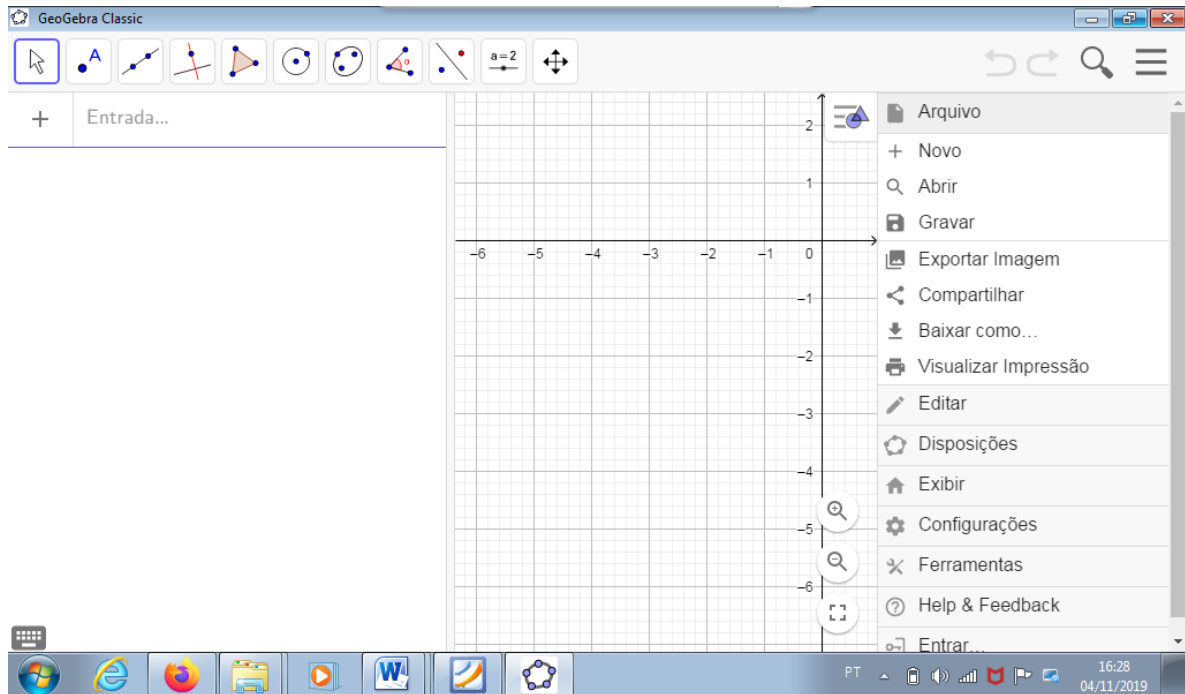 GeoGebra Classic
A
a=2
Entrada...
Arquivo
Novo
Abrir
Gravar
Exportar Imagem
Compartilhar
Baixar como...
Visualizar Impressão
Editar
Disposições
Exibir
Configurações
Ferramentas
Help & Feedback
Entrar...
2
1
–6 –5 –4 –3 –2 –1 0
–1
–2
–3
–4
–5
–6
W
PT
16:28
04/11/2019